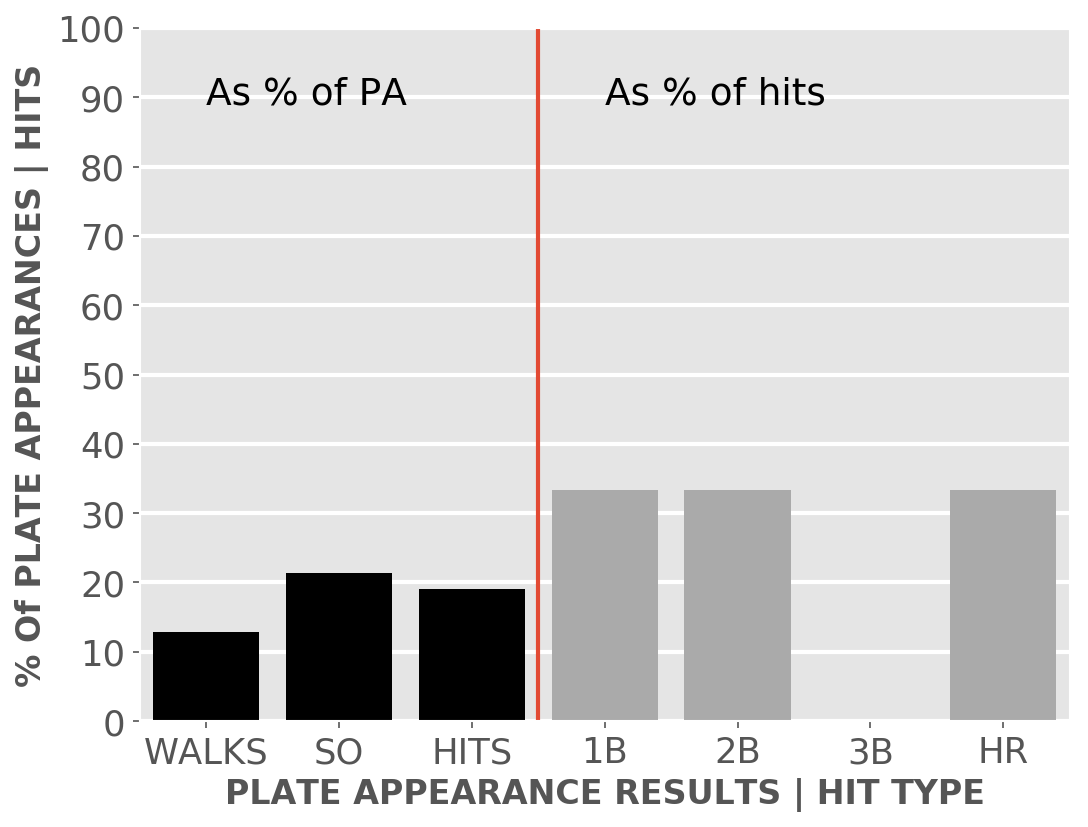 % Of PLATE APPEARANCES | HITS
100
90
80
70
60
50
40
30
20
10
0
As % of PA
As % of hits
WALKS SO HITS 1B 2B 3B HR
PLATE APPEARANCE RESULTS | HIT TYPE